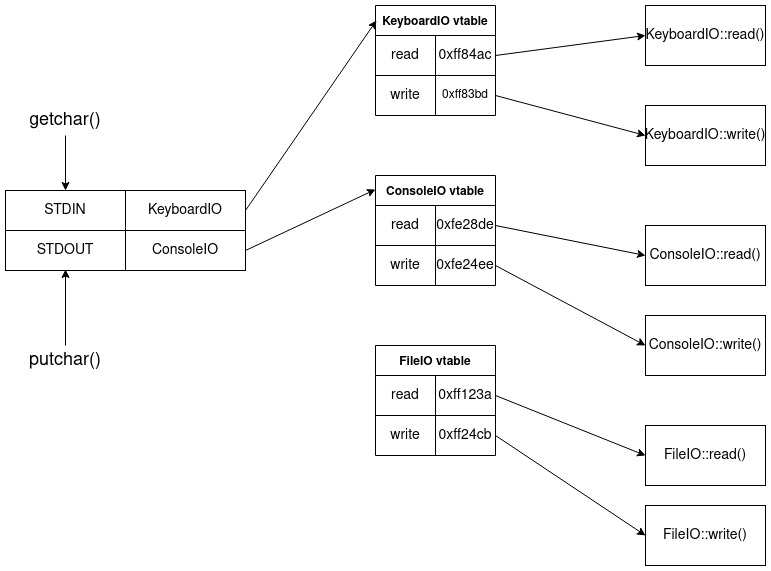 KeyboardIO vtable
read 0xff84ac
write 0xff83bd
KeyboardIO::read()
KeyboardIO::write()
getchar()
STDIN KeyboardIO
STDOUT ConsoleIO
putchar()
ConsoleIO vtable
read 0xfe28de
write 0xfe24ee
ConsoleIO::read()
ConsoleIO::write()
FileIO vtable
read 0xff123a
write 0xff24cb
FileIO::read()
FileIO::write()